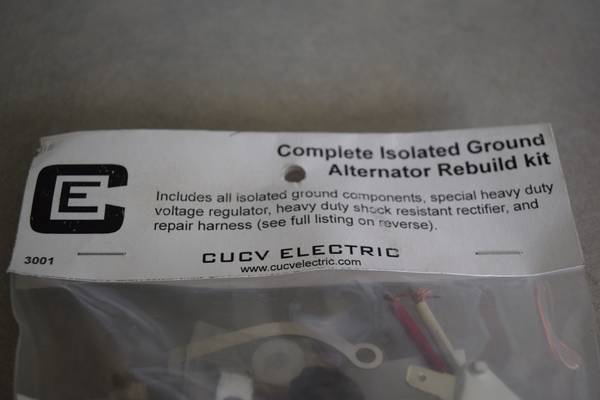 Complete Isolated Ground
Alternator Rebuild kit
CE
Includes all isolated ground components, special heavy duty
voltage regulator, heavy duty shock resistant rectifier, and
repair harness (see full listing on reverse).
3001
CUCV ELECTRIC
www.cucvelectric.com